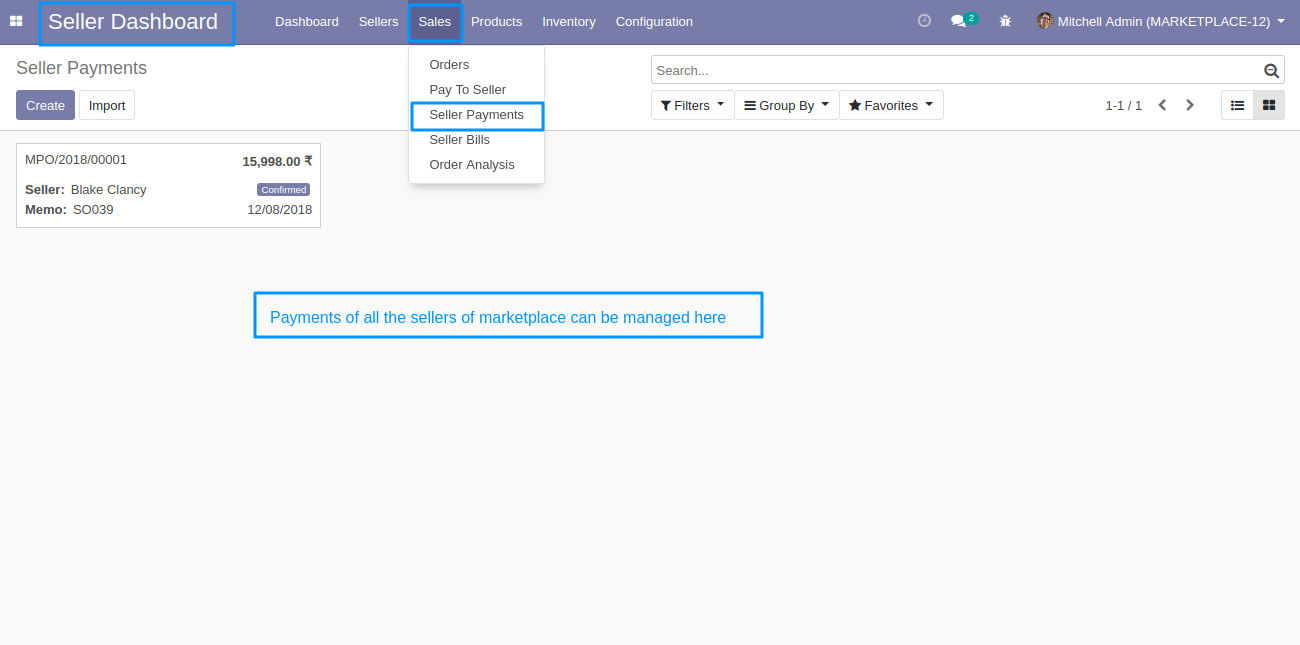 Seller Dashboard Dashboard Sellers Sales Products Inventory Configuration 2 Mitchell Admin (MARKETPLACE-12)
Seller Payments
Search...
Create Import
Filters Group By Favorites 1-1 / 1
Orders
Pay To Seller
Seller Payments
Seller Bills
Order Analysis
MPO/2018/00001 15,998.00 ₹
Seller: Blake Clancy Confirmed
Memo: SO039 12/08/2018
Payments of all the sellers of marketplace can be managed here